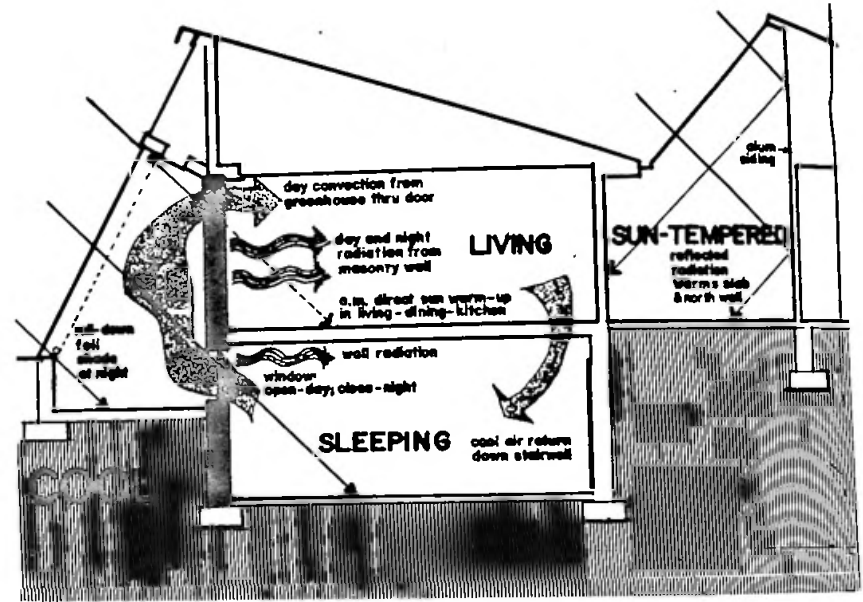 day convection from
greenhouse thru door
day and night
radiation from
masonry wall
LIVING
a.m. direct sun warm-up
in living-dining-kitchen
alum
siding
SUN-TEMPERED
reflected
radiation
warms slab
& north wall
roll-down
foil
shade
at night
wall radiation
window
open-day; close-night
SLEEPING
cool air return
down stairwell